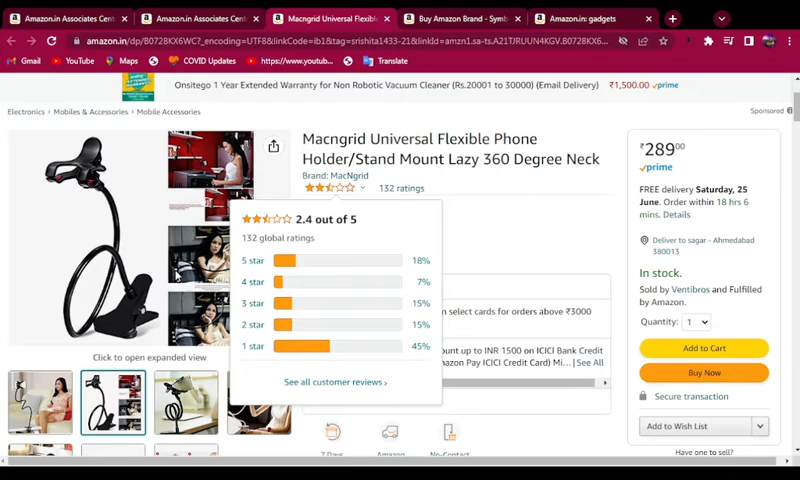 Amazon.in Associates Cent
Amazon.in Associates Cent
Macngrid Universal Flexible
Buy Amazon Brand - Symb
Amazon.in: gadgets
amazon.in/dp/B0728KX6WC?_encoding=UTF8&linkCode=ib1&tag=srishita1433-21&linkId=amzn1.sa-ts.A21TJRUUN4KGV.B0728KX6...
Gmail
YouTube
Maps
COVID Updates
https://www.youtub...
Translate
Onsitego 1 Year Extended Warranty for Non Robotic Vacuum Cleaner (Rs.20001 to 30000) (Email Delivery)
₹1,500.00 prime
Electronics › Mobiles & Accessories › Mobile Accessories
Sponsored
Macngrid Universal Flexible Phone
Holder/Stand Mount Lazy 360 Degree Neck
Brand: MacNgrid
132 ratings
2.4 out of 5
132 global ratings
5 star 18%
4 star 7%
3 star 15%
2 star 15%
1 star 45%
See all customer reviews ›
n select cards for orders above ₹3000
ount up to INR 1500 on ICICI Bank Credit
mazon Pay ICICI Credit Card) Mi... | See All
Click to open expanded view
7 Days
Amazon
No-Contact
₹28900
prime
FREE delivery Saturday, 25
June. Order within 18 hrs 6
mins. Details
Deliver to sagar - Ahmedabad
380013
In stock.
Sold by Ventibros and Fulfilled
by Amazon.
Quantity: 1
Add to Cart
Buy Now
Secure transaction
Add to Wish List
Have one to sell?